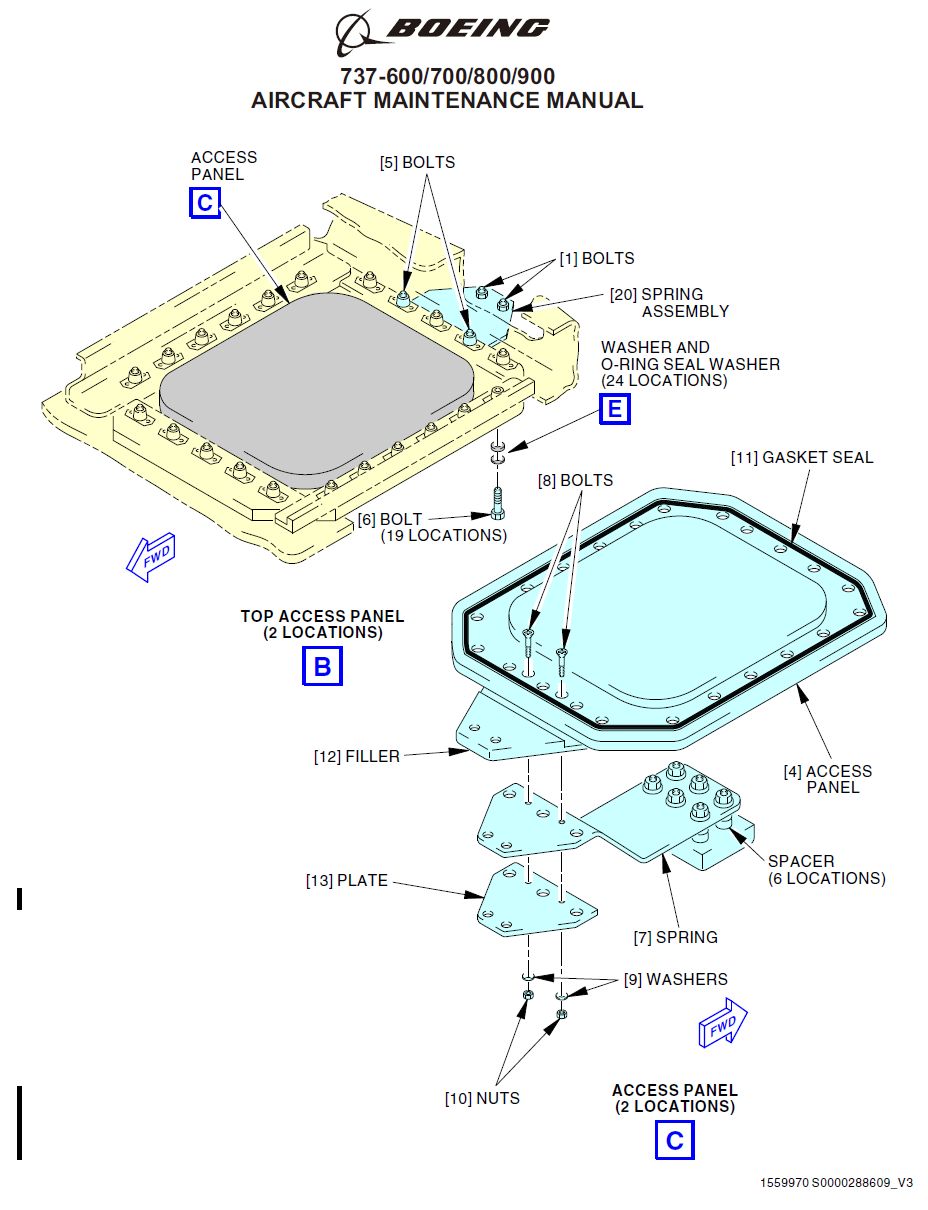 BOEING
737-600/700/800/900
AIRCRAFT MAINTENANCE MANUAL
ACCESS
PANEL
C
[5] BOLTS
[1] BOLTS
[20] SPRING
ASSEMBLY
WASHER AND
O-RING SEAL WASHER
(24 LOCATIONS)
E
[11] GASKET SEAL
[8] BOLTS
[6] BOLT
(19 LOCATIONS)
FWD
TOP ACCESS PANEL
(2 LOCATIONS)
B
[12] FILLER
[4] ACCESS
PANEL
SPACER
(6 LOCATIONS)
[13] PLATE
[7] SPRING
[9] WASHERS
FWD
[10] NUTS
ACCESS PANEL
(2 LOCATIONS)
C
1559970 S0000288609_V3